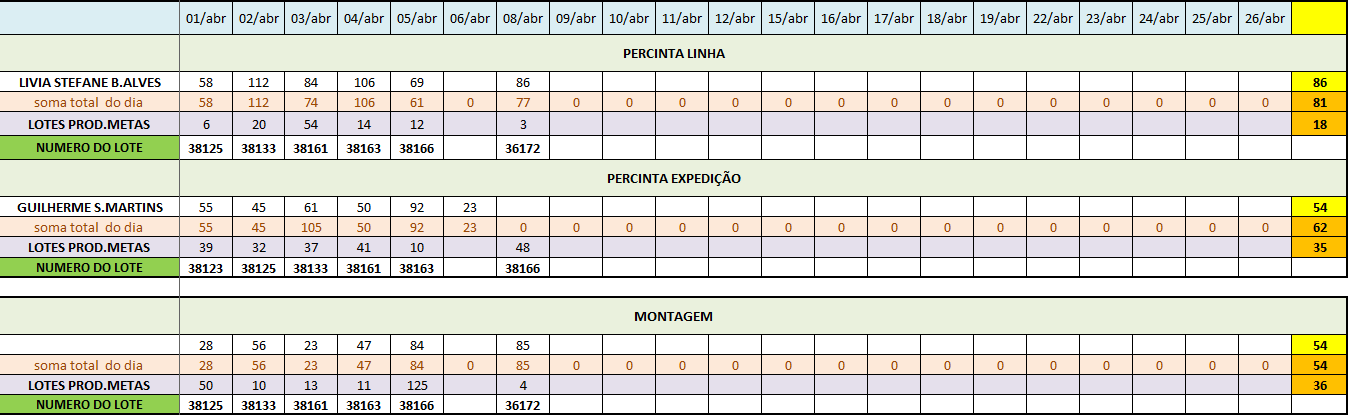 01/abr 02/abr 03/abr 04/abr 05/abr 06/abr 08/abr 09/abr 10/abr 11/abr 12/abr 15/abr 16/abr 17/abr 18/abr 19/abr 22/abr 23/abr 24/abr 25/abr 26/abr
PERCINTA LINHA
LIVIA STEFANE B.ALVES 58 112 84 106 69 86 86
soma total do dia 58 112 74 106 61 0 77 0 0 0 0 0 0 0 0 0 0 0 0 0 0 81
LOTES PROD.METAS 6 20 54 14 12 3 18
NUMERO DO LOTE 38125 38133 38161 38163 38166 36172
PERCINTA EXPEDIÇÃO
GUILHERME S.MARTINS 55 45 61 50 92 23 54
soma total do dia 55 45 105 50 92 23 0 0 0 0 0 0 0 0 0 0 0 0 0 0 0 62
LOTES PROD.METAS 39 32 37 41 10 48 35
NUMERO DO LOTE 38123 38125 38133 38161 38163 38166
MONTAGEM
28 56 23 47 84 85 54
soma total do dia 28 56 23 47 84 0 85 0 0 0 0 0 0 0 0 0 0 0 0 0 0 54
LOTES PROD.METAS 50 10 13 11 125 4 36
NUMERO DO LOTE 38125 38133 38161 38163 38166 36172